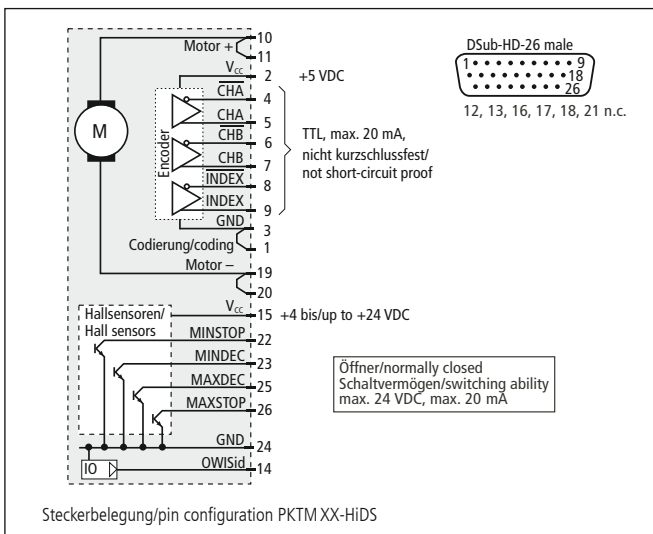 10
Motor +
11
V_CC 2 +5 VDC
CHA 4
CHA 5
CHB 6
CHB 7
INDEX 8
INDEX 9
GND 3
Codierung/coding 1
Motor – 19
20
M
Encoder
TTL, max. 20 mA,
nicht kurzschlussfest/
not short-circuit proof
DSub-HD-26 male
1 9
18
26
12, 13, 16, 17, 18, 21 n.c.
Hallsensoren/
Hall sensors
V_CC 15 +4 bis/up to +24 VDC
MINSTOP 22
MINDEC 23
MAXDEC 25
MAXSTOP 26
GND 24
IO OWISid 14
Öffner/normally closed
Schaltvermögen/switching ability
max. 24 VDC, max. 20 mA
Steckerbelegung/pin configuration PKTM XX-HiDS